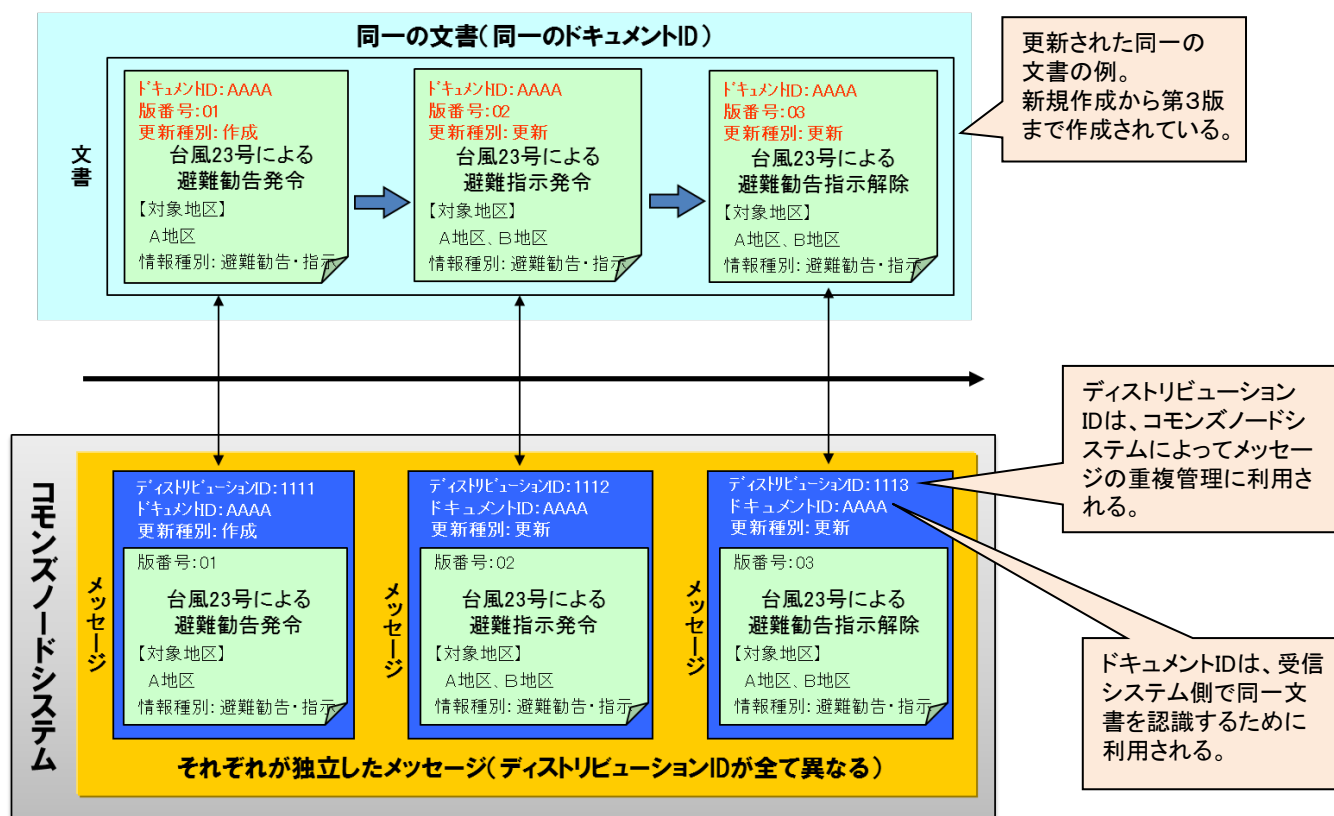 同一の文書(同一のドキュメントID)
文書
ドキュメントID:AAAA
版番号:01
更新種別:作成
台風23号による
避難勧告発令
【対象地区】
A地区
情報種別:避難勧告・指示
ドキュメントID:AAAA
版番号:02
更新種別:更新
台風23号による
避難指示発令
【対象地区】
A地区、B地区
情報種別:避難勧告・指示
ドキュメントID:AAAA
版番号:03
更新種別:更新
台風23号による
避難勧告指示解除
【対象地区】
A地区、B地区
情報種別:避難勧告・指示
更新された同一の
文書の例。
新規作成から第3版
まで作成されている。
コモンズノードシステム
メッセージ
ディストリビューションID:1111
ドキュメントID:AAAA
更新種別:作成
版番号:01
台風23号による
避難勧告発令
【対象地区】
A地区
情報種別:避難勧告・指示
メッセージ
ディストリビューションID:1112
ドキュメントID:AAAA
更新種別:更新
版番号:02
台風23号による
避難指示発令
【対象地区】
A地区、B地区
情報種別:避難勧告・指示
メッセージ
ディストリビューションID:1113
ドキュメントID:AAAA
更新種別:更新
版番号:03
台風23号による
避難勧告指示解除
【対象地区】
A地区、B地区
情報種別:避難勧告・指示
それぞれが独立したメッセージ(ディストリビューションIDが全て異なる)
ディストリビューション
IDは、コモンズノードシ
ステムによってメッセー
ジの重複管理に利用さ
れる。
ドキュメントIDは、受信
システム側で同一文
書を認識するために
利用される。